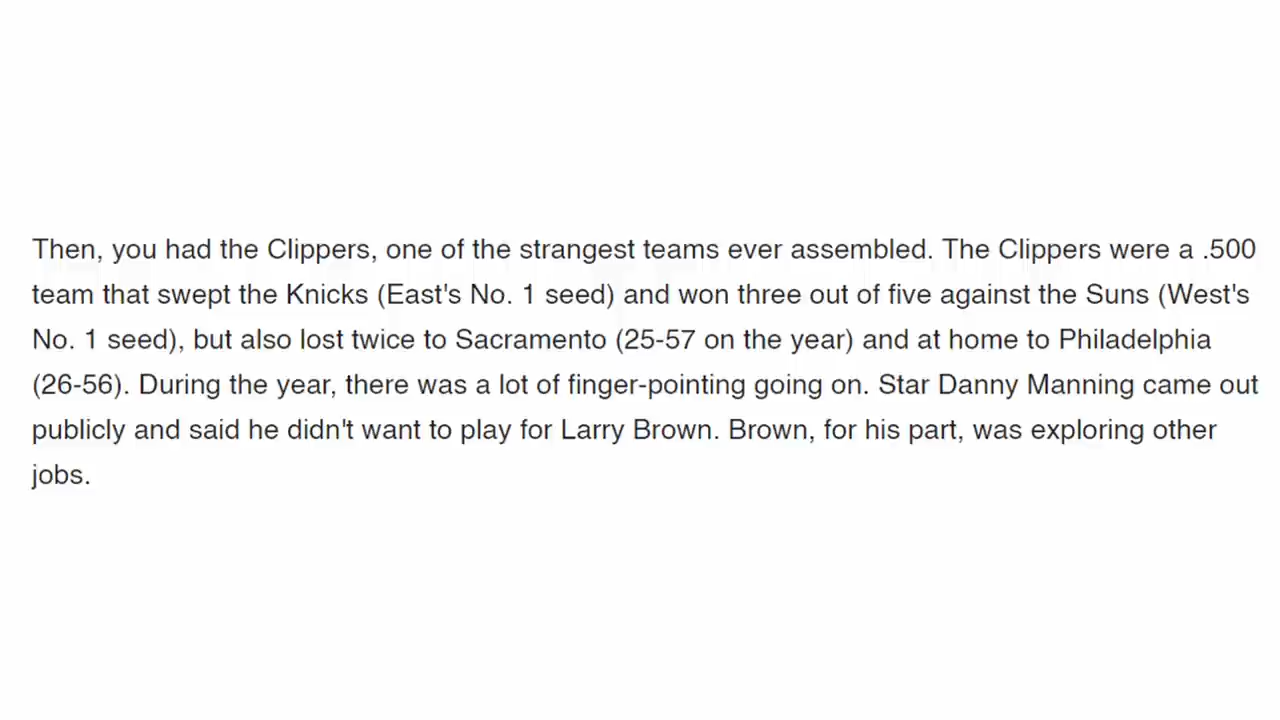 Then, you had the Clippers, one of the strangest teams ever assembled. The Clippers were a .500
team that swept the Knicks (East's No. 1 seed) and won three out of five against the Suns (West's
No. 1 seed), but also lost twice to Sacramento (25-57 on the year) and at home to Philadelphia
(26-56). During the year, there was a lot of finger-pointing going on. Star Danny Manning came out
publicly and said he didn't want to play for Larry Brown. Brown, for his part, was exploring other
jobs.